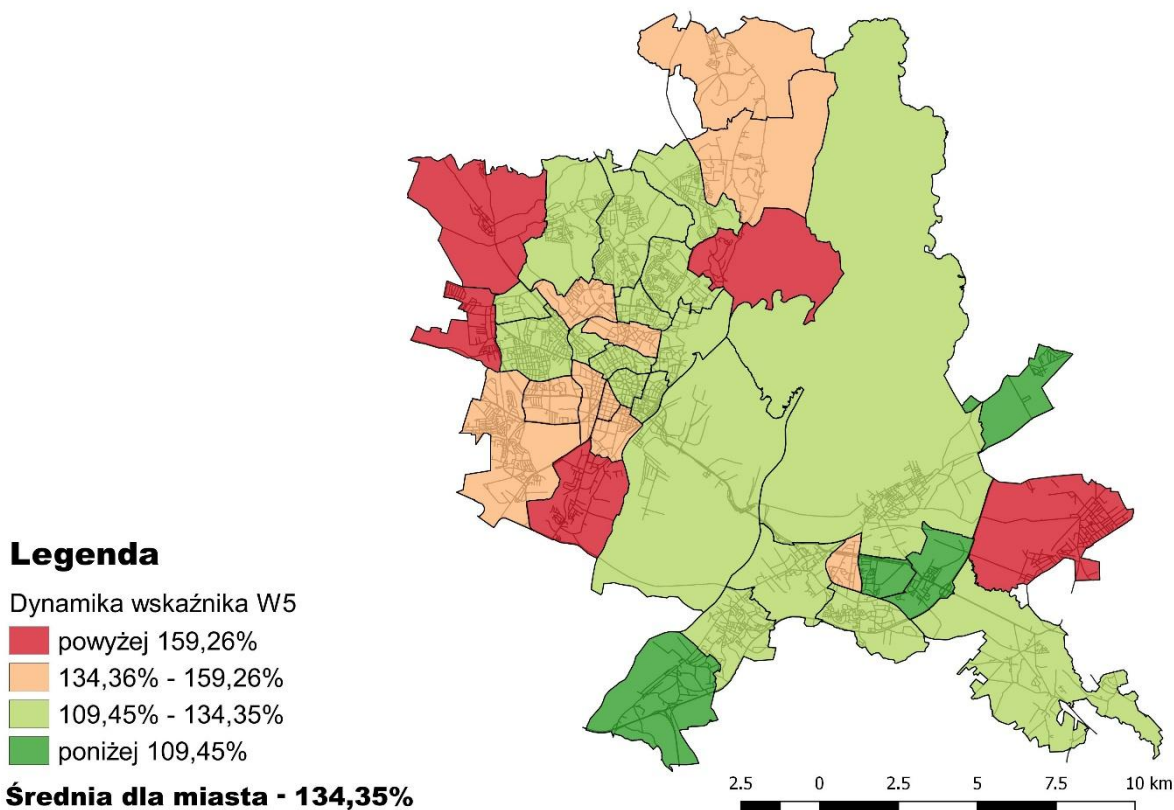 Legenda
Dynamika wskaźnika W5
powyżej 159,26%
134,36% - 159,26%
109,45% - 134,35%
poniżej 109,45%
Średnia dla miasta - 134,35%
2.5 0 2.5 5 7.5 10 km